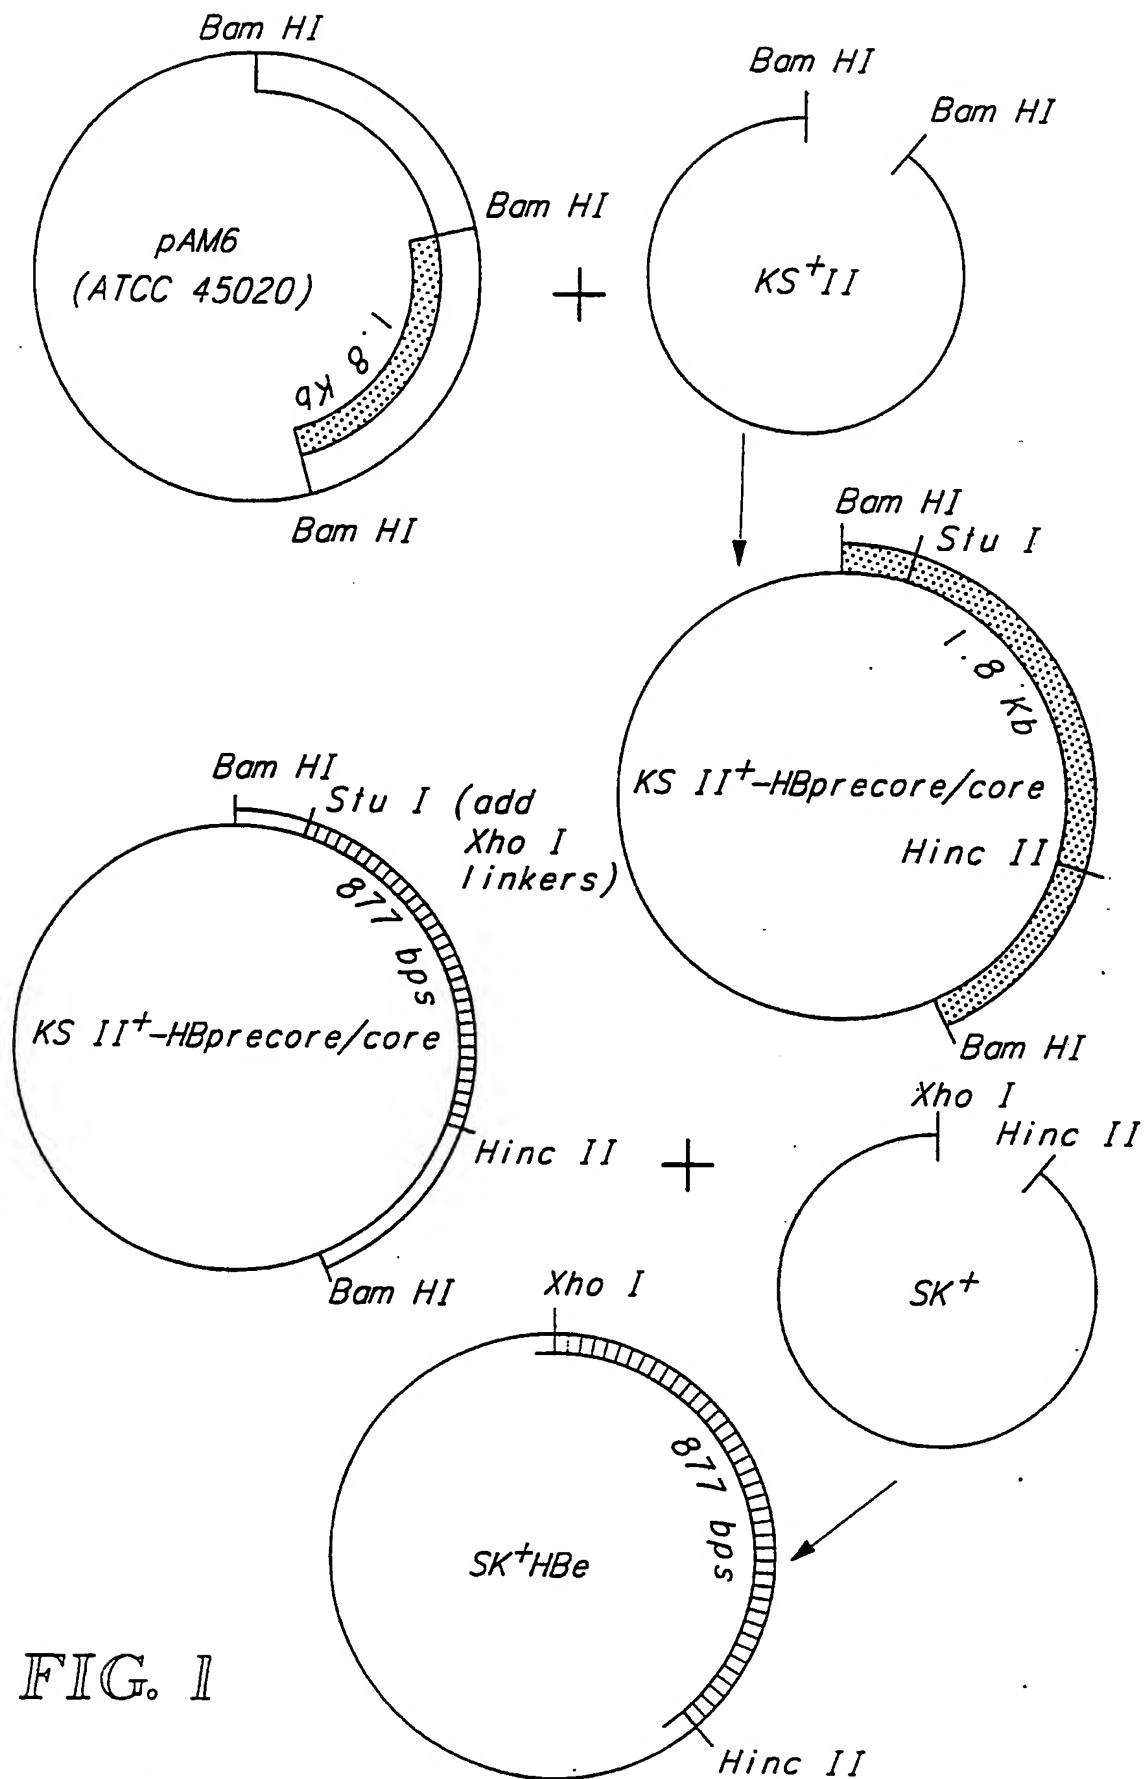 Bam HI
Bam HI
Bam HI
Bam HI
pAM6
(ATCC 45020)
+
KS⁺II
1.8 Kb
Bam HI
Bam HI
Stu I
1.8 Kb
KS II⁺-HBprecore/core
Hinc II
Bam HI
Bam HI
Stu I (add
Xho I
linkers)
877 bps
KS II⁺-HBprecore/core
Hinc II
Bam HI
+
Xho I
Hinc II
SK⁺
Xho I
877 bps
SK⁺HBe
Hinc II
FIG. 1